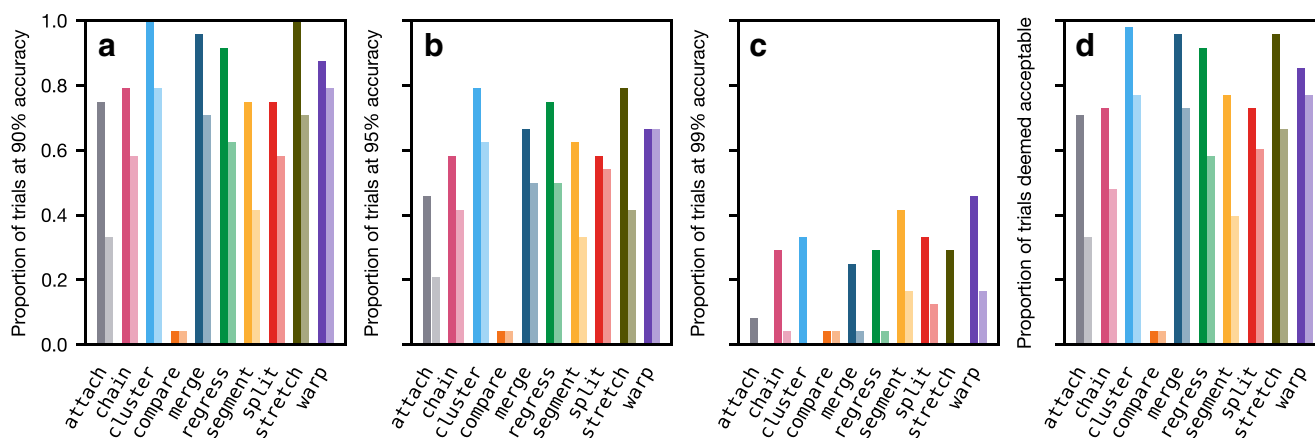 Proportion of trials at 90% accuracy
1.0
0.8
0.6
0.4
0.2
0.0
a
attach
chain
cluster
compare
merge
regress
segment
split
stretch
warp
Proportion of trials at 95% accuracy
b
attach
chain
cluster
compare
merge
regress
segment
split
stretch
warp
Proportion of trials at 99% accuracy
c
attach
chain
cluster
compare
merge
regress
segment
split
stretch
warp
Proportion of trials deemed acceptable
d
attach
chain
cluster
compare
merge
regress
segment
split
stretch
warp